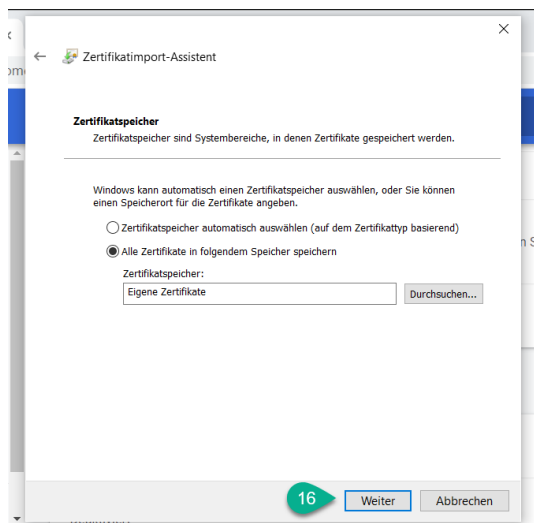 Zertifikatimport-Assistent
Zertifikatspeicher
Zertifikatspeicher sind Systembereiche, in denen Zertifikate gespeichert werden.
Windows kann automatisch einen Zertifikatspeicher auswählen, oder Sie können
einen Speicherort für die Zertifikate angeben.
Zertifikatspeicher automatisch auswählen (auf dem Zertifikattyp basierend)
Alle Zertifikate in folgendem Speicher speichern
Zertifikatspeicher:
Eigene Zertifikate
Durchsuchen...
16
Weiter
Abbrechen